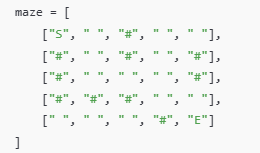 maze = [
    ["S", " ", "#", " ", " "],
    ["#", " ", "#", " ", "#"],
    ["#", " ", " ", " ", "#"],
    ["#", "#", "#", " ", " "],
    [" ", " ", " ", "#", "E"]
]